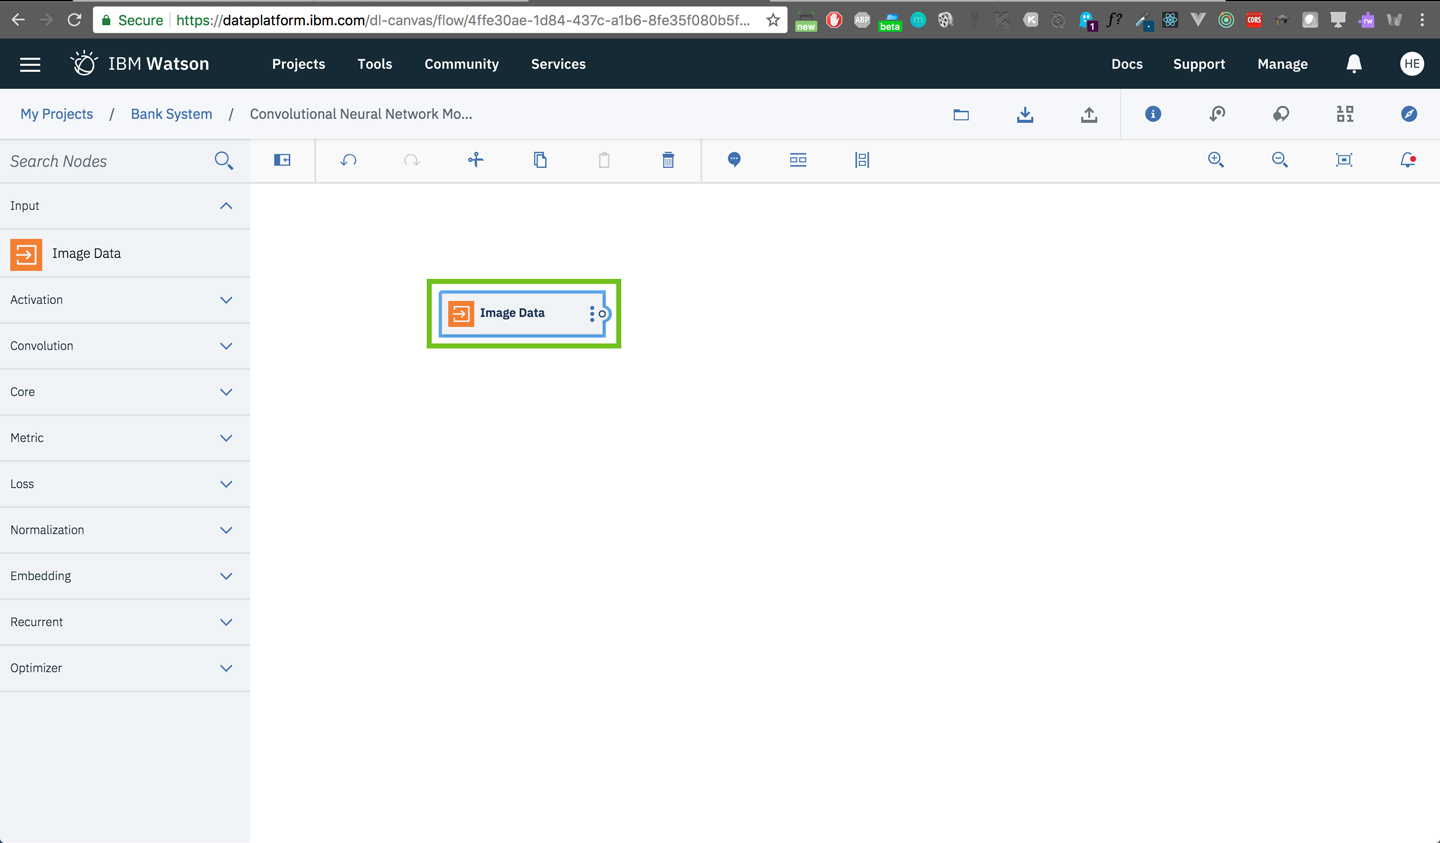 Secure https://dataplatform.ibm.com/dl-canvas/flow/4ffe30ae-1d84-437c-a1b6-8fe35f080b5f...
new ABP beta m K 1 f? CORS rw
IBM Watson Projects Tools Community Services Docs Support Manage HE
My Projects / Bank System / Convolutional Neural Network Mo...
Search Nodes
Input
Image Data
Activation
Convolution
Core
Metric
Loss
Normalization
Embedding
Recurrent
Optimizer
Image Data